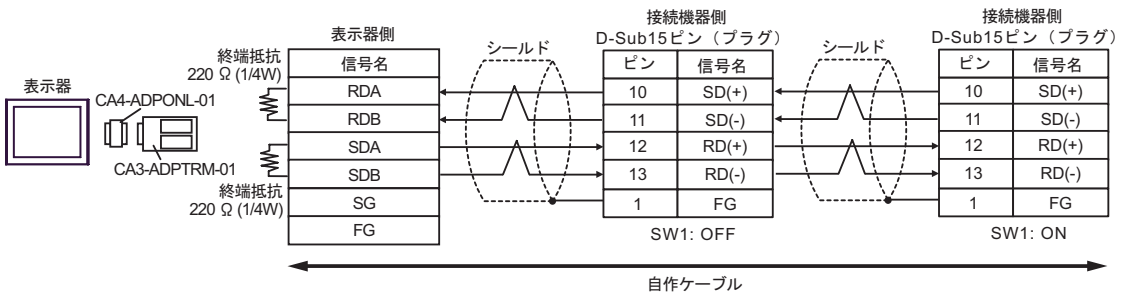 表示器
CA4-ADPONL-01
CA3-ADPTRM-01
終端抵抗
220 Ω (1/4W)
終端抵抗
220 Ω (1/4W)
表示器側
信号名
RDA
RDB
SDA
SDB
SG
FG
シールド
接続機器側
D-Sub15ピン（プラグ）
ピン 信号名
10 SD(+)
11 SD(-)
12 RD(+)
13 RD(-)
1 FG
SW1: OFF
シールド
接続機器側
D-Sub15ピン（プラグ）
ピン 信号名
10 SD(+)
11 SD(-)
12 RD(+)
13 RD(-)
1 FG
SW1: ON
自作ケーブル